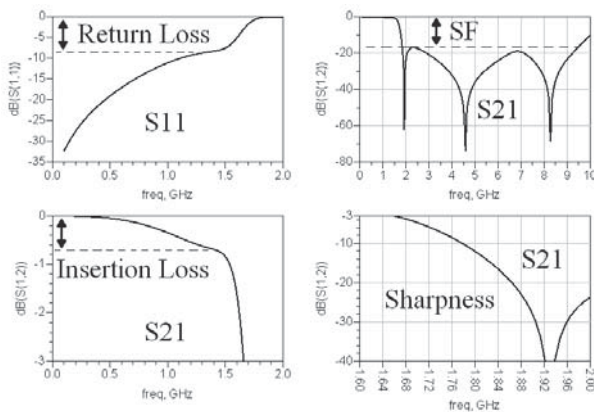 dB(S(1,1))
0
-5
-10
-15
-20
-25
-30
-35
Return Loss
S11
0.0
0.5
1.0
1.5
2.0
freq, GHz
dB(S(1,2))
0
-20
-40
-60
-80
SF
S21
0 1 2 3 4 5 6 7 8 9 10
freq, GHz
dB(S(1,2))
0
-1
-2
-3
Insertion Loss
S21
0.0
0.5
1.0
1.5
2.0
freq, GHz
dB(S(1,2))
-3
-10
-20
-30
-40
S21
Sharpness
1.60
1.64
1.68
1.72
1.76
1.80
1.84
1.88
1.92
1.96
2.00
freq, GHz